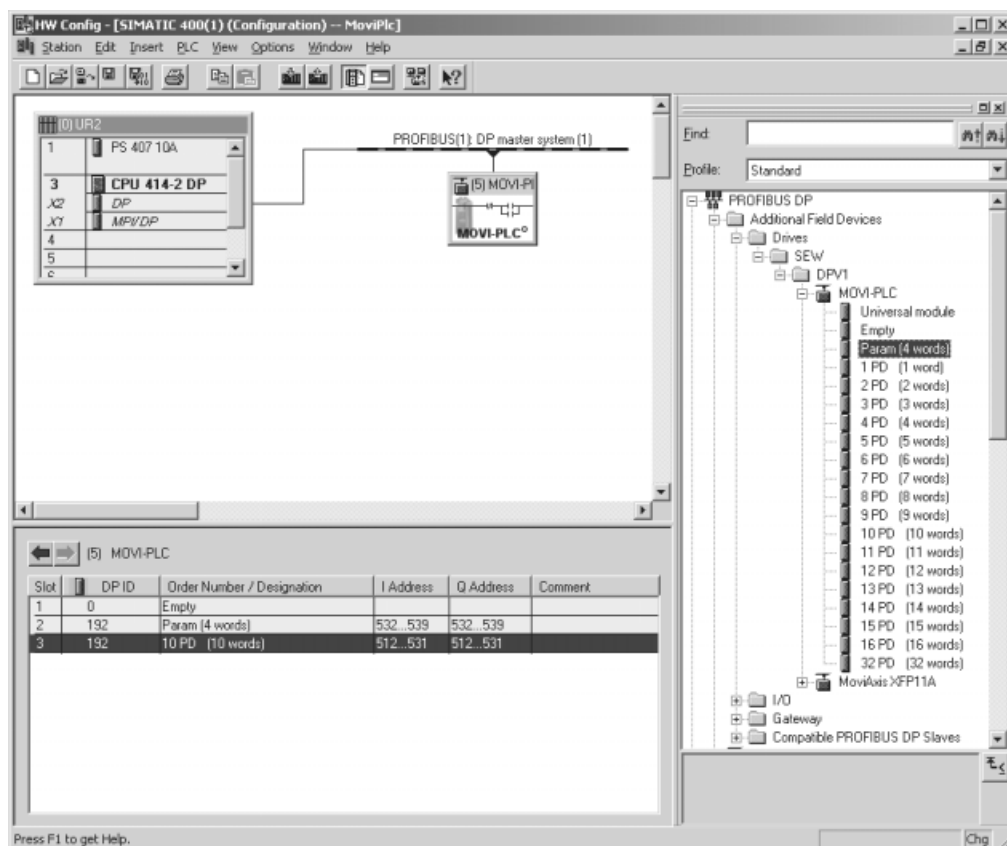 HW Config - [SIMATIC 400(1) (Configuration) -- MoviPlc]
Station Edit Insert PLC View Options Window Help
(0) UR2
1 PS 407 10A
3 CPU 414-2 DP
X2 DP
X1 MPI/DP
4
5
6
PROFIBUS(1): DP master system (1)
(5) MOVI-Pl
MOVI-PLC®
Find:
Profile: Standard
PROFIBUS DP
Additional Field Devices
Drives
SEW
DPV1
MOVI-PLC
Universal module
Empty
Param (4 words)
1 PD (1 word)
2 PD (2 words)
3 PD (3 words)
4 PD (4 words)
5 PD (5 words)
6 PD (6 words)
7 PD (7 words)
8 PD (8 words)
9 PD (9 words)
10 PD (10 words)
11 PD (11 words)
12 PD (12 words)
13 PD (13 words)
14 PD (14 words)
15 PD (15 words)
16 PD (16 words)
32 PD (32 words)
MoviAxis XFP11A
I/O
Gateway
Compatible PROFIBUS DP Slaves
(5) MOVI-PLC
Slot DP ID Order Number / Designation I Address Q Address Comment
1 0 Empty
2 192 Param (4 words) 532...539 532...539
3 192 10 PD (10 words) 512...531 512...531
Press F1 to get Help.
Chg